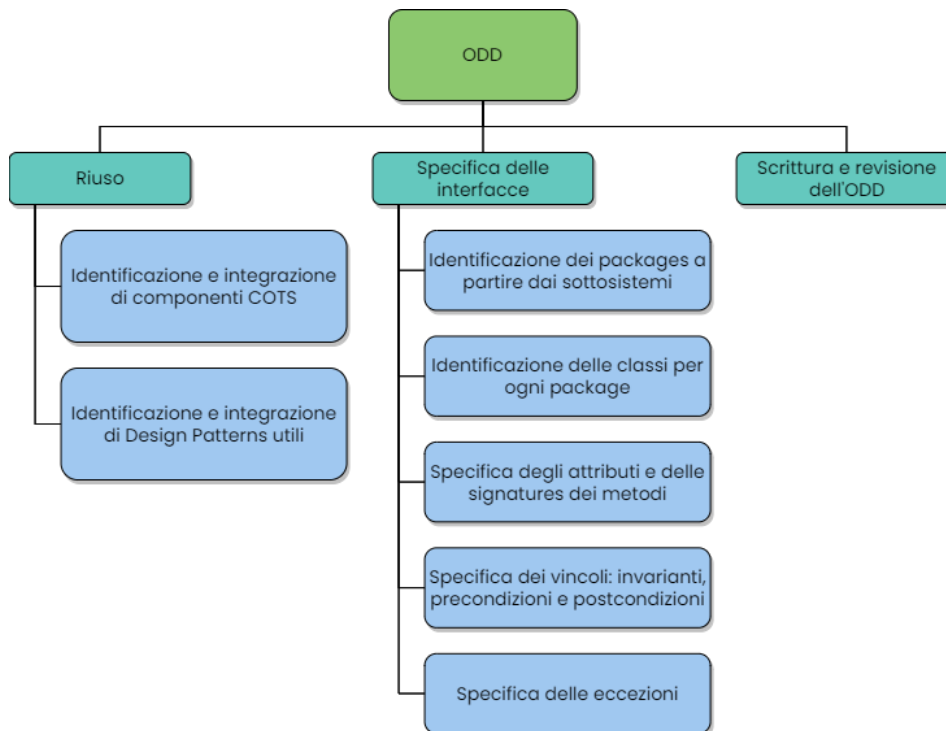 ODD
Riuso
Specifica delle
interfacce
Scrittura e revisione
dell'ODD
Identificazione e integrazione
di componenti COTS
Identificazione e integrazione
di Design Patterns utili
Identificazione dei packages a
partire dai sottosistemi
Identificazione delle classi per
ogni package
Specifica degli attributi e delle
signatures dei metodi
Specifica dei vincoli: invarianti,
precondizioni e postcondizioni
Specifica delle eccezioni